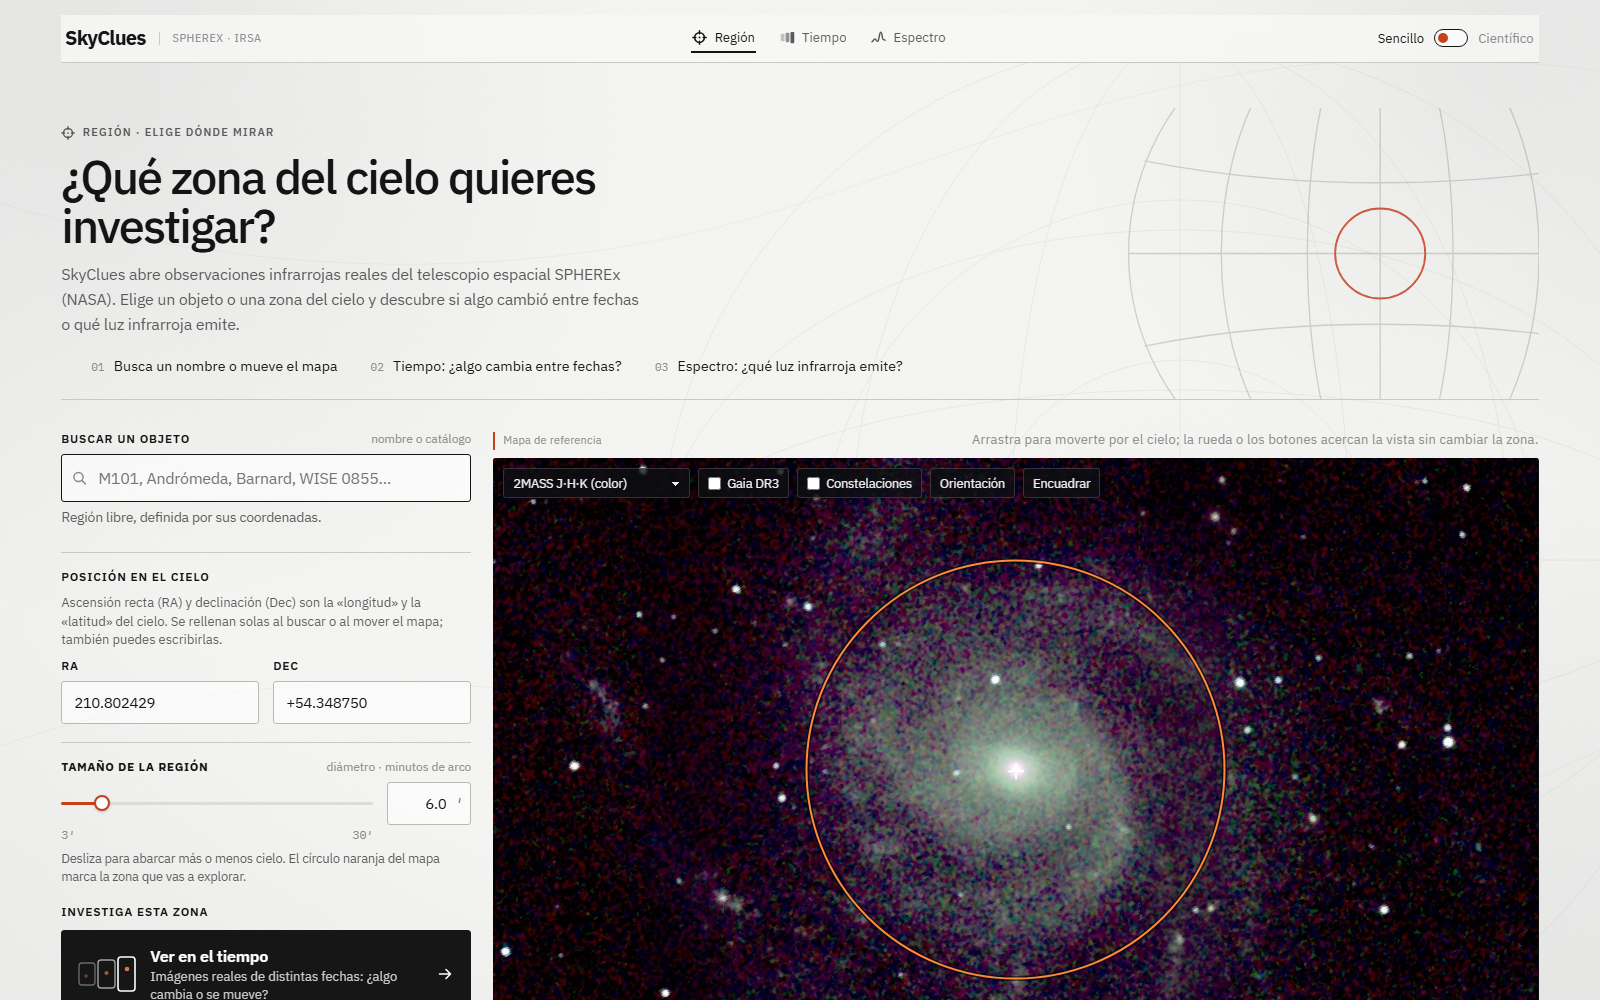 SkyClues
SPHEREX · IRSA
Región
Tiempo
Espectro
Sencillo
Científico
REGIÓN · ELIGE DÓNDE MIRAR
¿Qué zona del cielo quieres
investigar?
SkyClues abre observaciones infrarrojas reales del telescopio espacial SPHEREx
(NASA). Elige un objeto o una zona del cielo y descubre si algo cambió entre fechas
o qué luz infrarroja emite.
01 Busca un nombre o mueve el mapa
02 Tiempo: ¿algo cambia entre fechas?
03 Espectro: ¿qué luz infrarroja emite?
BUSCAR UN OBJETO
nombre o catálogo
M101, Andrómeda, Barnard, WISE 0855...
Región libre, definida por sus coordenadas.
POSICIÓN EN EL CIELO
Ascensión recta (RA) y declinación (Dec) son la «longitud» y la
«latitud» del cielo. Se rellenan solas al buscar o al mover el mapa;
también puedes escribirlas.
RA
DEC
210.802429
+54.348750
TAMAÑO DE LA REGIÓN
diámetro · minutos de arco
6.0 ′
3′
30′
Desliza para abarcar más o menos cielo. El círculo naranja del mapa
marca la zona que vas a explorar.
INVESTIGA ESTA ZONA
Ver en el tiempo
Imágenes reales de distintas fechas: ¿algo
cambia o se mueve?
Mapa de referencia
Arrastra para moverte por el cielo; la rueda o los botones acercan la vista sin cambiar la zona.
2MASS J·H·K (color)
Gaia DR3
Constelaciones
Orientación
Encuadrar